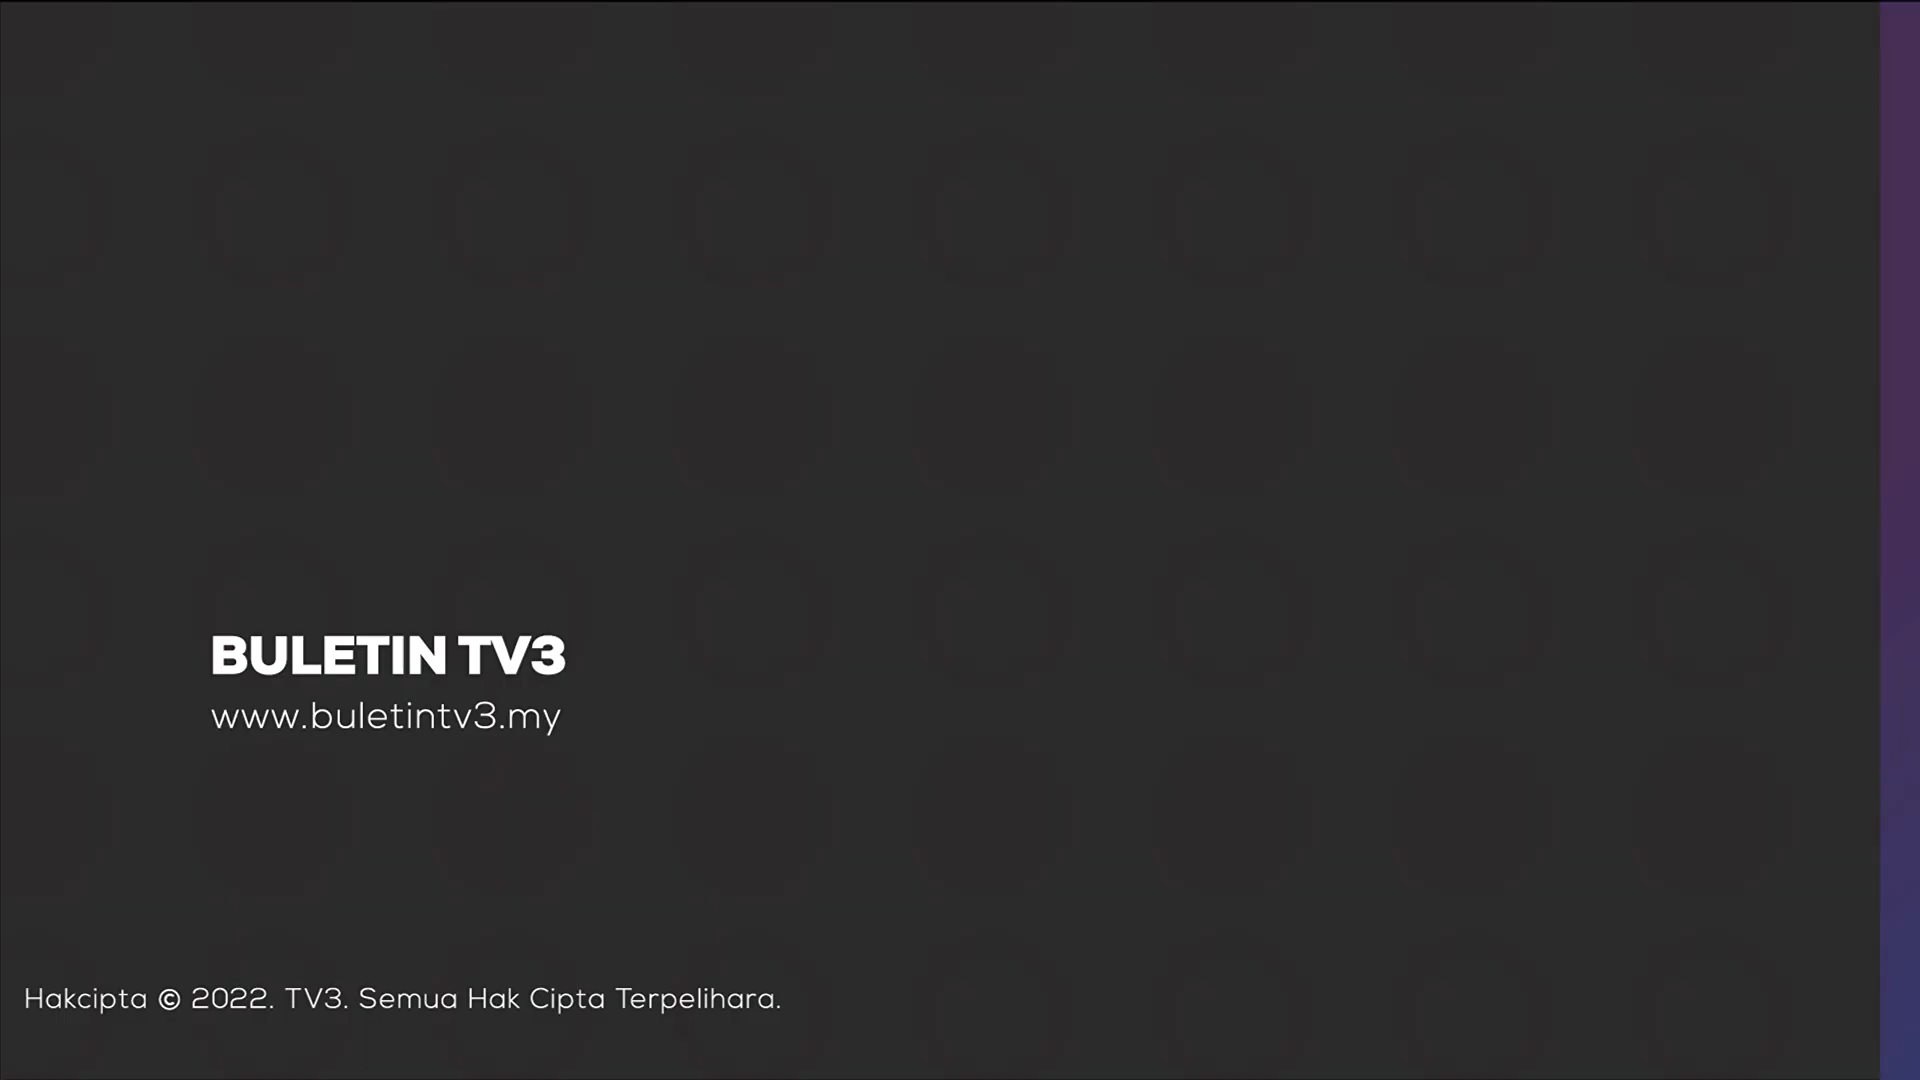 BULETIN TV3
www.buletintv3.my
Hakcipta © 2022. TV3. Semua Hak Cipta Terpelihara.